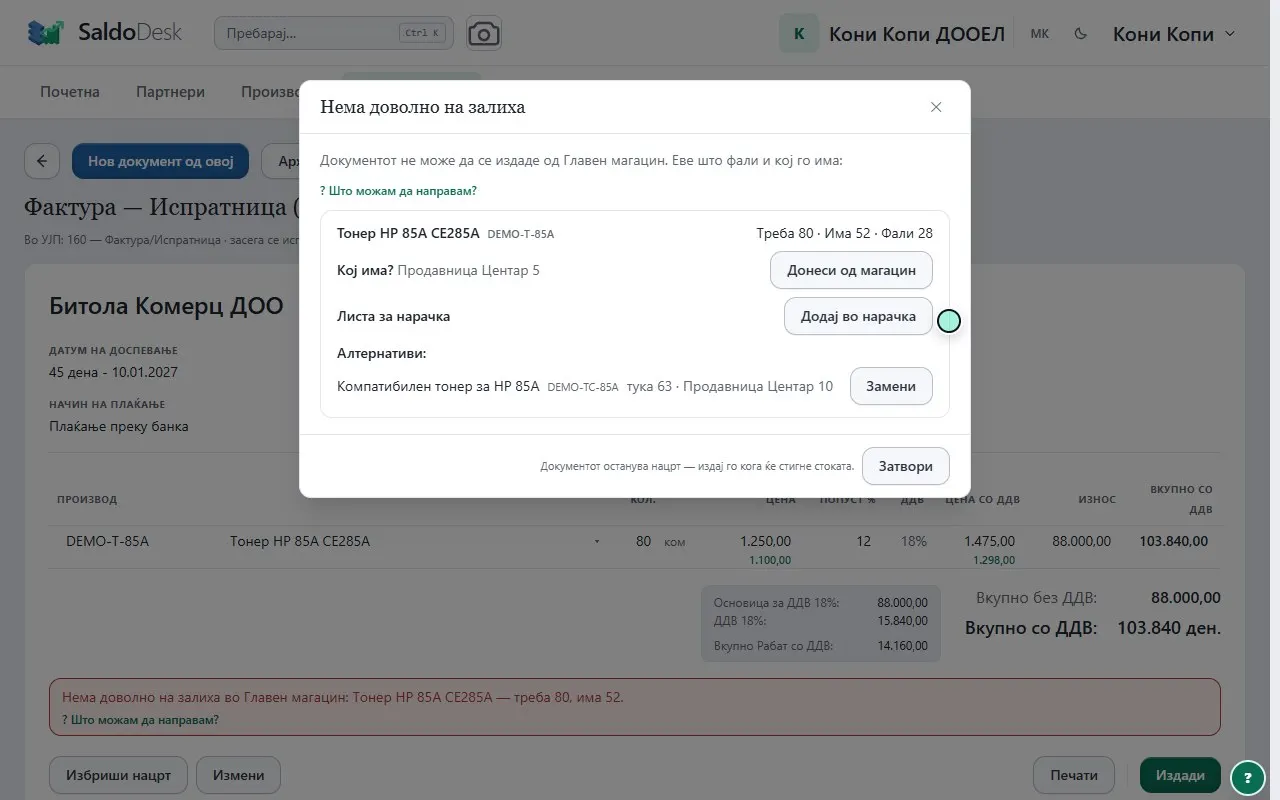 SaldoDesk
Пребарај...
Ctrl K
К
Кони Копи ДООЕЛ
МК
Кони Копи
Почетна
Партнери
Нема доволно на залиха
Документот не може да се издаде од Главен магацин. Еве што фали и кој го има:
? Што можам да направам?
Тонер HP 85A CE285A DEMO-T-85A
Треба 80 · Има 52 · Фали 28
Кој има? Продавница Центар 5
Донеси од магацин
Листа за нарачка
Додај во нарачка
Алтернативи:
Компатибилен тонер за HP 85A DEMO-TC-85A тука 63 · Продавница Центар 10
Замени
Документот останува нацрт — издај го кога ќе стигне стоката.
Затвори
Нов документ од овој
Фактура — Испратница (
Во УЈП: 160 — Фактура/Испратница · засега се
Битола Комерц ДОО
ДАТУМ НА ДОСПЕВАЊЕ
45 дена - 10.01.2027
НАЧИН НА ПЛАЌАЊЕ
Плаќање преку банка
ПРОИЗВОД
КОЛ.
ЦЕНА
ПОПУСТ %
ДДВ
ЦЕНА СО ДДВ
ИЗНОС
ВКУПНО СО ДДВ
DEMO-T-85A
Тонер HP 85A CE285A
80 ком
1.250,00
12
18%
1.475,00
88.000,00
103.840,00
1.100,00
1.298,00
Основица за ДДВ 18%: 88.000,00
ДДВ 18%: 15.840,00
Вкупно Рабат со ДДВ: 14.160,00
Вкупно без ДДВ: 88.000,00
Вкупно со ДДВ: 103.840 ден.
Нема доволно на залиха во Главен магацин: Тонер HP 85A CE285A — треба 80, има 52.
? Што можам да направам?
Избриши нацрт
Измени
Печати
Издади
?